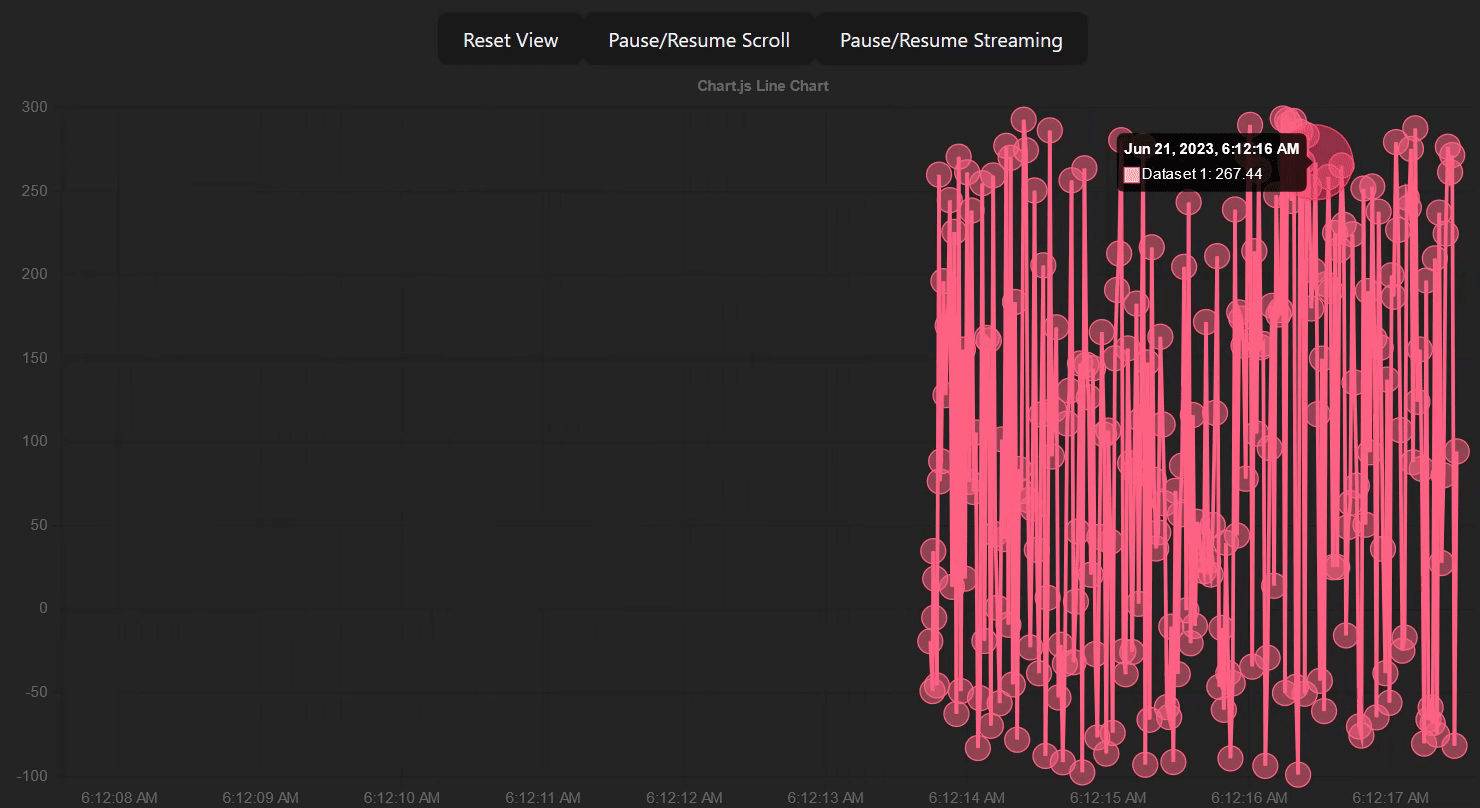 Reset View Pause/Resume Scroll Pause/Resume Streaming
Chart.js Line Chart
300
250
200
150
100
50
0
-50
-100
Jun 21, 2023, 6:12:16 AM
Dataset 1: 267.44
6:12:08 AM 6:12:09 AM 6:12:10 AM 6:12:11 AM 6:12:12 AM 6:12:13 AM 6:12:14 AM 6:12:15 AM 6:12:16 AM 6:12:17 AM